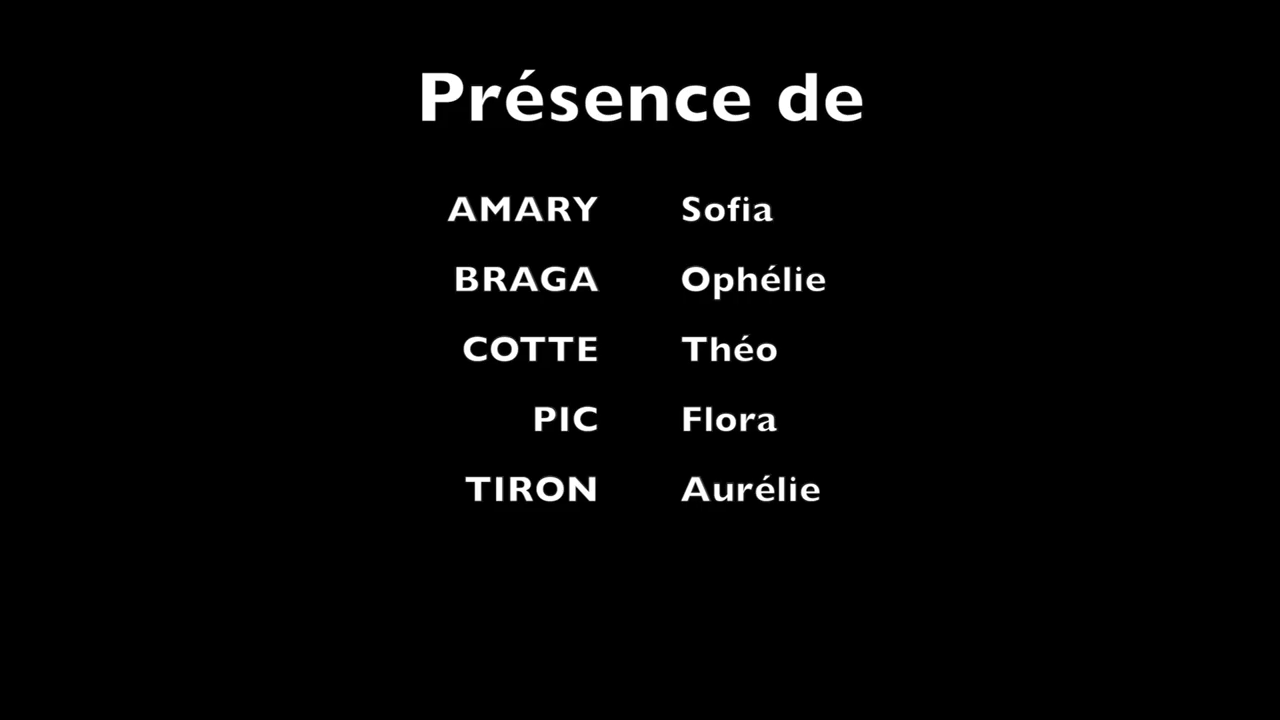 Présence de
AMARY Sofia
BRAGA Ophélie
COTTE Théo
PIC Flora
TIRON Aurélie